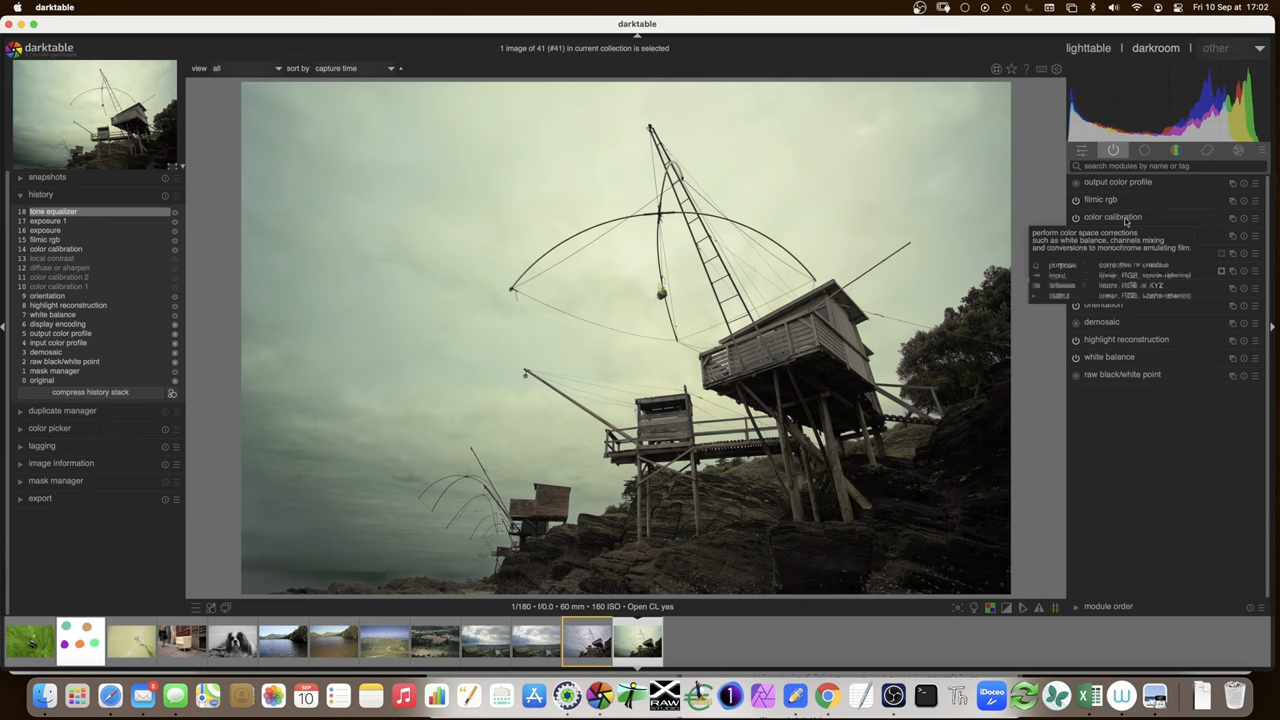 Fri 10 Sep at 17:02
darktable
darktable
1 image of 41 (#41) in current collection is selected
lighttable | darkroom | other
view all sort by capture time
search modules by name or tag
snapshots
history
18 tone equalizer
17 exposure 1
16 exposure
15 filmic rgb
14 color calibration
13 local contrast
12 diffuse or sharpen
11 color calibration 2
10 color calibration 1
9 orientation
8 highlight reconstruction
7 white balance
6 display encoding
5 output color profile
4 input color profile
3 demosaic
2 raw black/white point
1 mask manager
0 original
compress history stack
duplicate manager
color picker
tagging
image information
mask manager
export
output color profile
filmic rgb
color calibration
perform color space corrections
such as white balance, channels mixing
and conversions to monochrome emulating film.
orientation
demosaic
highlight reconstruction
white balance
raw black/white point
1/180 • f/0.0 • 60 mm • 160 ISO • Open CL yes
module order
SEP
10
RAW
iDoceo